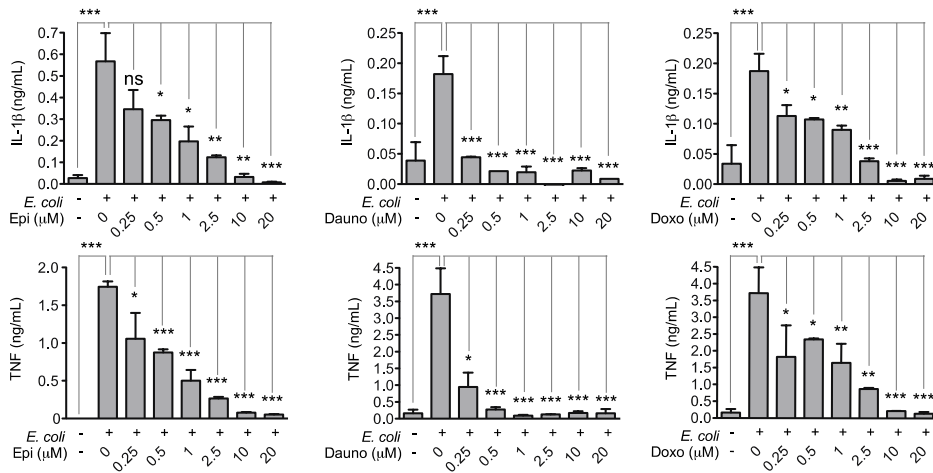 *** *** ***
0.7
0.6
0.5
0.4
0.3
0.2
0.1
0.0
IL-1β (ng/mL)
ns * * ** ** ***
E. coli - + + + + + + +
Epi (μM) - 0 0.25 0.5 1 2.5 10 20
0.25
0.20
0.15
0.10
0.05
0.00
IL-1β (ng/mL)
*** *** *** *** *** ***
E. coli - + + + + + + +
Dauno (μM) - 0 0.25 0.5 1 2.5 10 20
0.25
0.20
0.15
0.10
0.05
0.00
IL-1β (ng/mL)
* * ** *** *** ***
E. coli - + + + + + + +
Doxo (μM) - 0 0.25 0.5 1 2.5 10 20
*** *** ***
2.0
1.5
1.0
0.5
0
TNF (ng/mL)
* *** *** *** *** ***
E. coli - + + + + + + +
Epi (μM) - 0 0.25 0.5 1 2.5 10 20
4.5
4.0
3.5
3.0
2.5
2.0
1.5
1.0
0.5
0.0
TNF (ng/mL)
* *** *** *** *** ***
E. coli - + + + + + + +
Dauno (μM) - 0 0.25 0.5 1 2.5 10 20
4.5
4.0
3.5
3.0
2.5
2.0
1.5
1.0
0.5
0.0
TNF (ng/mL)
* * ** ** *** ***
E. coli - + + + + + + +
Doxo (μM) - 0 0.25 0.5 1 2.5 10 20